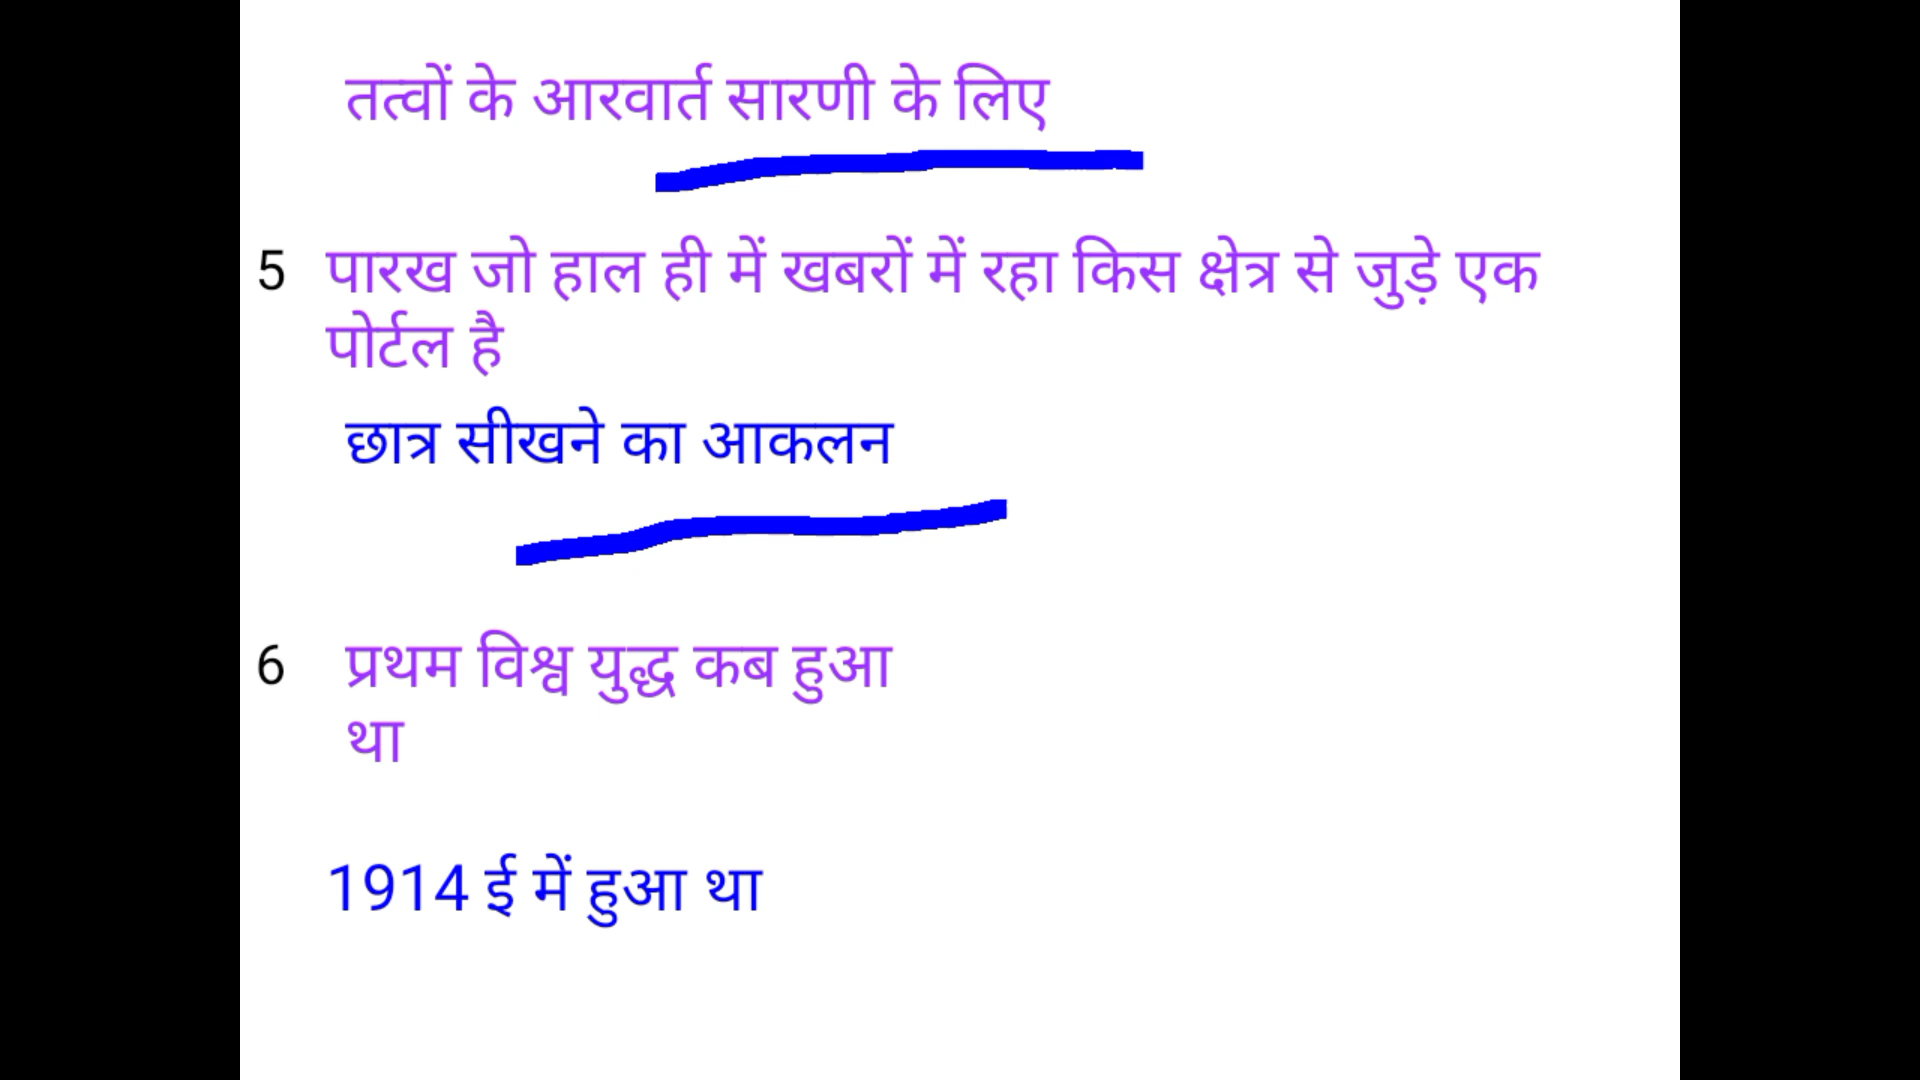 तत्वों के आरवार्त सारणी के लिए
5 पारख जो हाल ही में खबरों में रहा किस क्षेत्र से जुड़े एक
पोर्टल है
छात्र सीखने का आकलन
6 प्रथम विश्व युद्ध कब हुआ
था
1914 ई में हुआ था